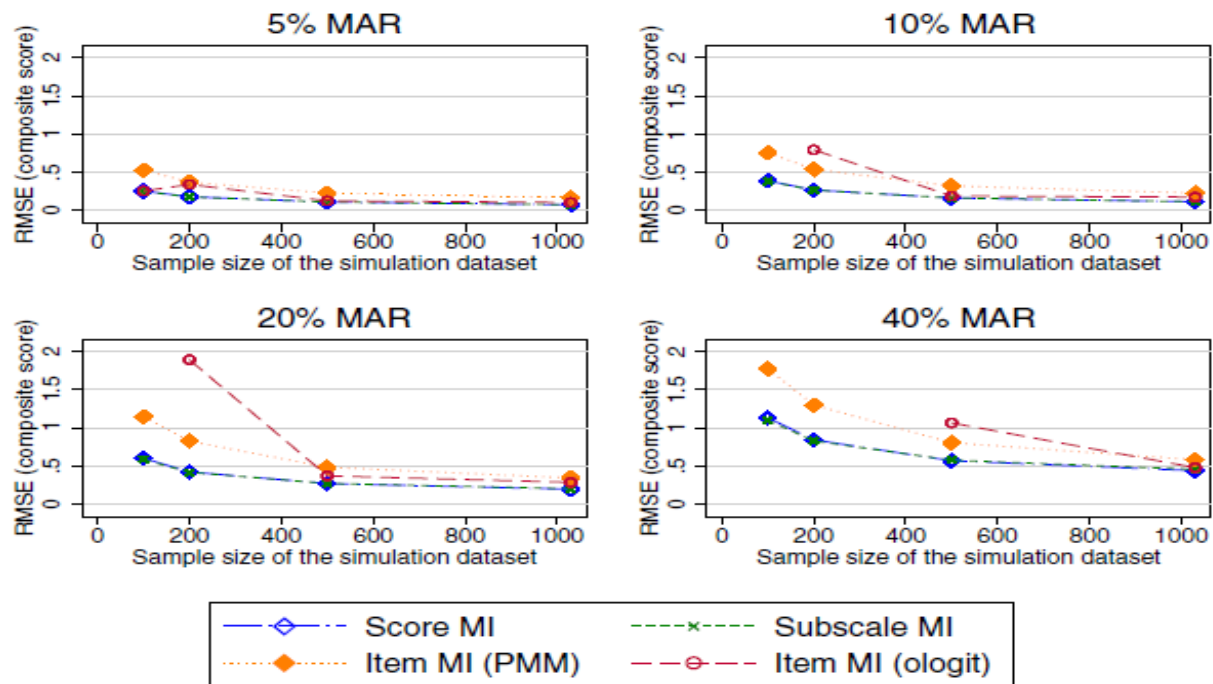 5% MAR
RMSE (composite score)
0 .5 1 1.5 2
0 200 400 600 800 1000
Sample size of the simulation dataset
10% MAR
RMSE (composite score)
0 .5 1 1.5 2
0 200 400 600 800 1000
Sample size of the simulation dataset
20% MAR
RMSE (composite score)
0 .5 1 1.5 2
0 200 400 600 800 1000
Sample size of the simulation dataset
40% MAR
RMSE (composite score)
0 .5 1 1.5 2
0 200 400 600 800 1000
Sample size of the simulation dataset
Score MI
Subscale MI
Item MI (PMM)
Item MI (ologit)